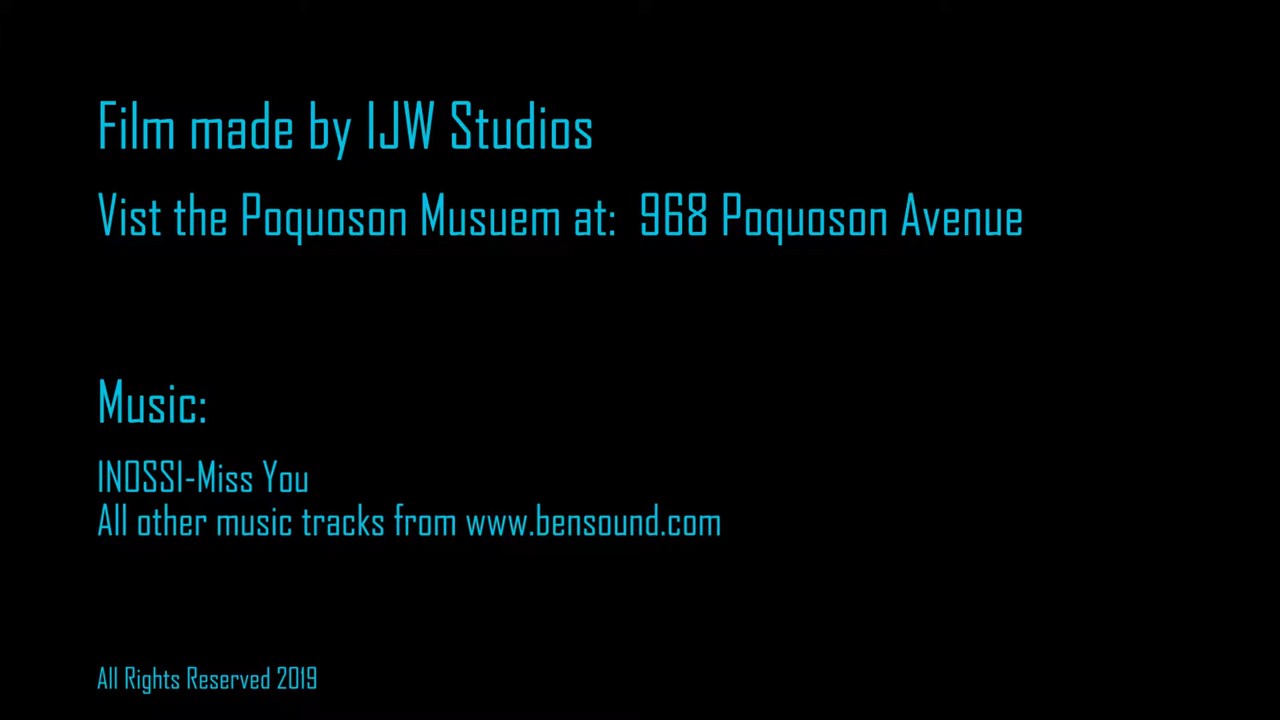 Film made by IJW Studios
Vist the Poquoson Musuem at: 968 Poquoson Avenue
Music:
INOSSI-Miss You
All other music tracks from www.bensound.com
All Rights Reserved 2019